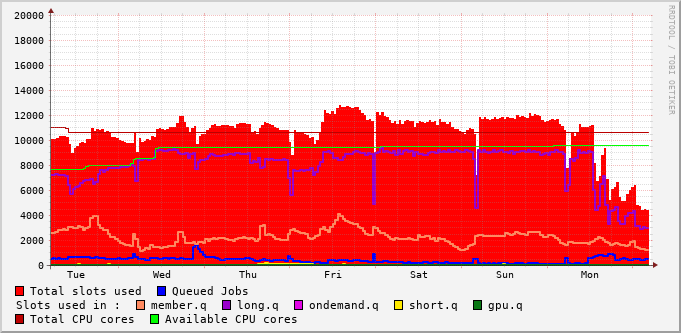 20000
18000
16000
14000
12000
10000
8000
6000
4000
2000
0
Tue Wed Thu Fri Sat Sun Mon
RRDTOOL / TOBI OETIKER
Total slots used Queued Jobs
Slots used in : member.q long.q ondemand.q short.q gpu.q
Total CPU cores Available CPU cores